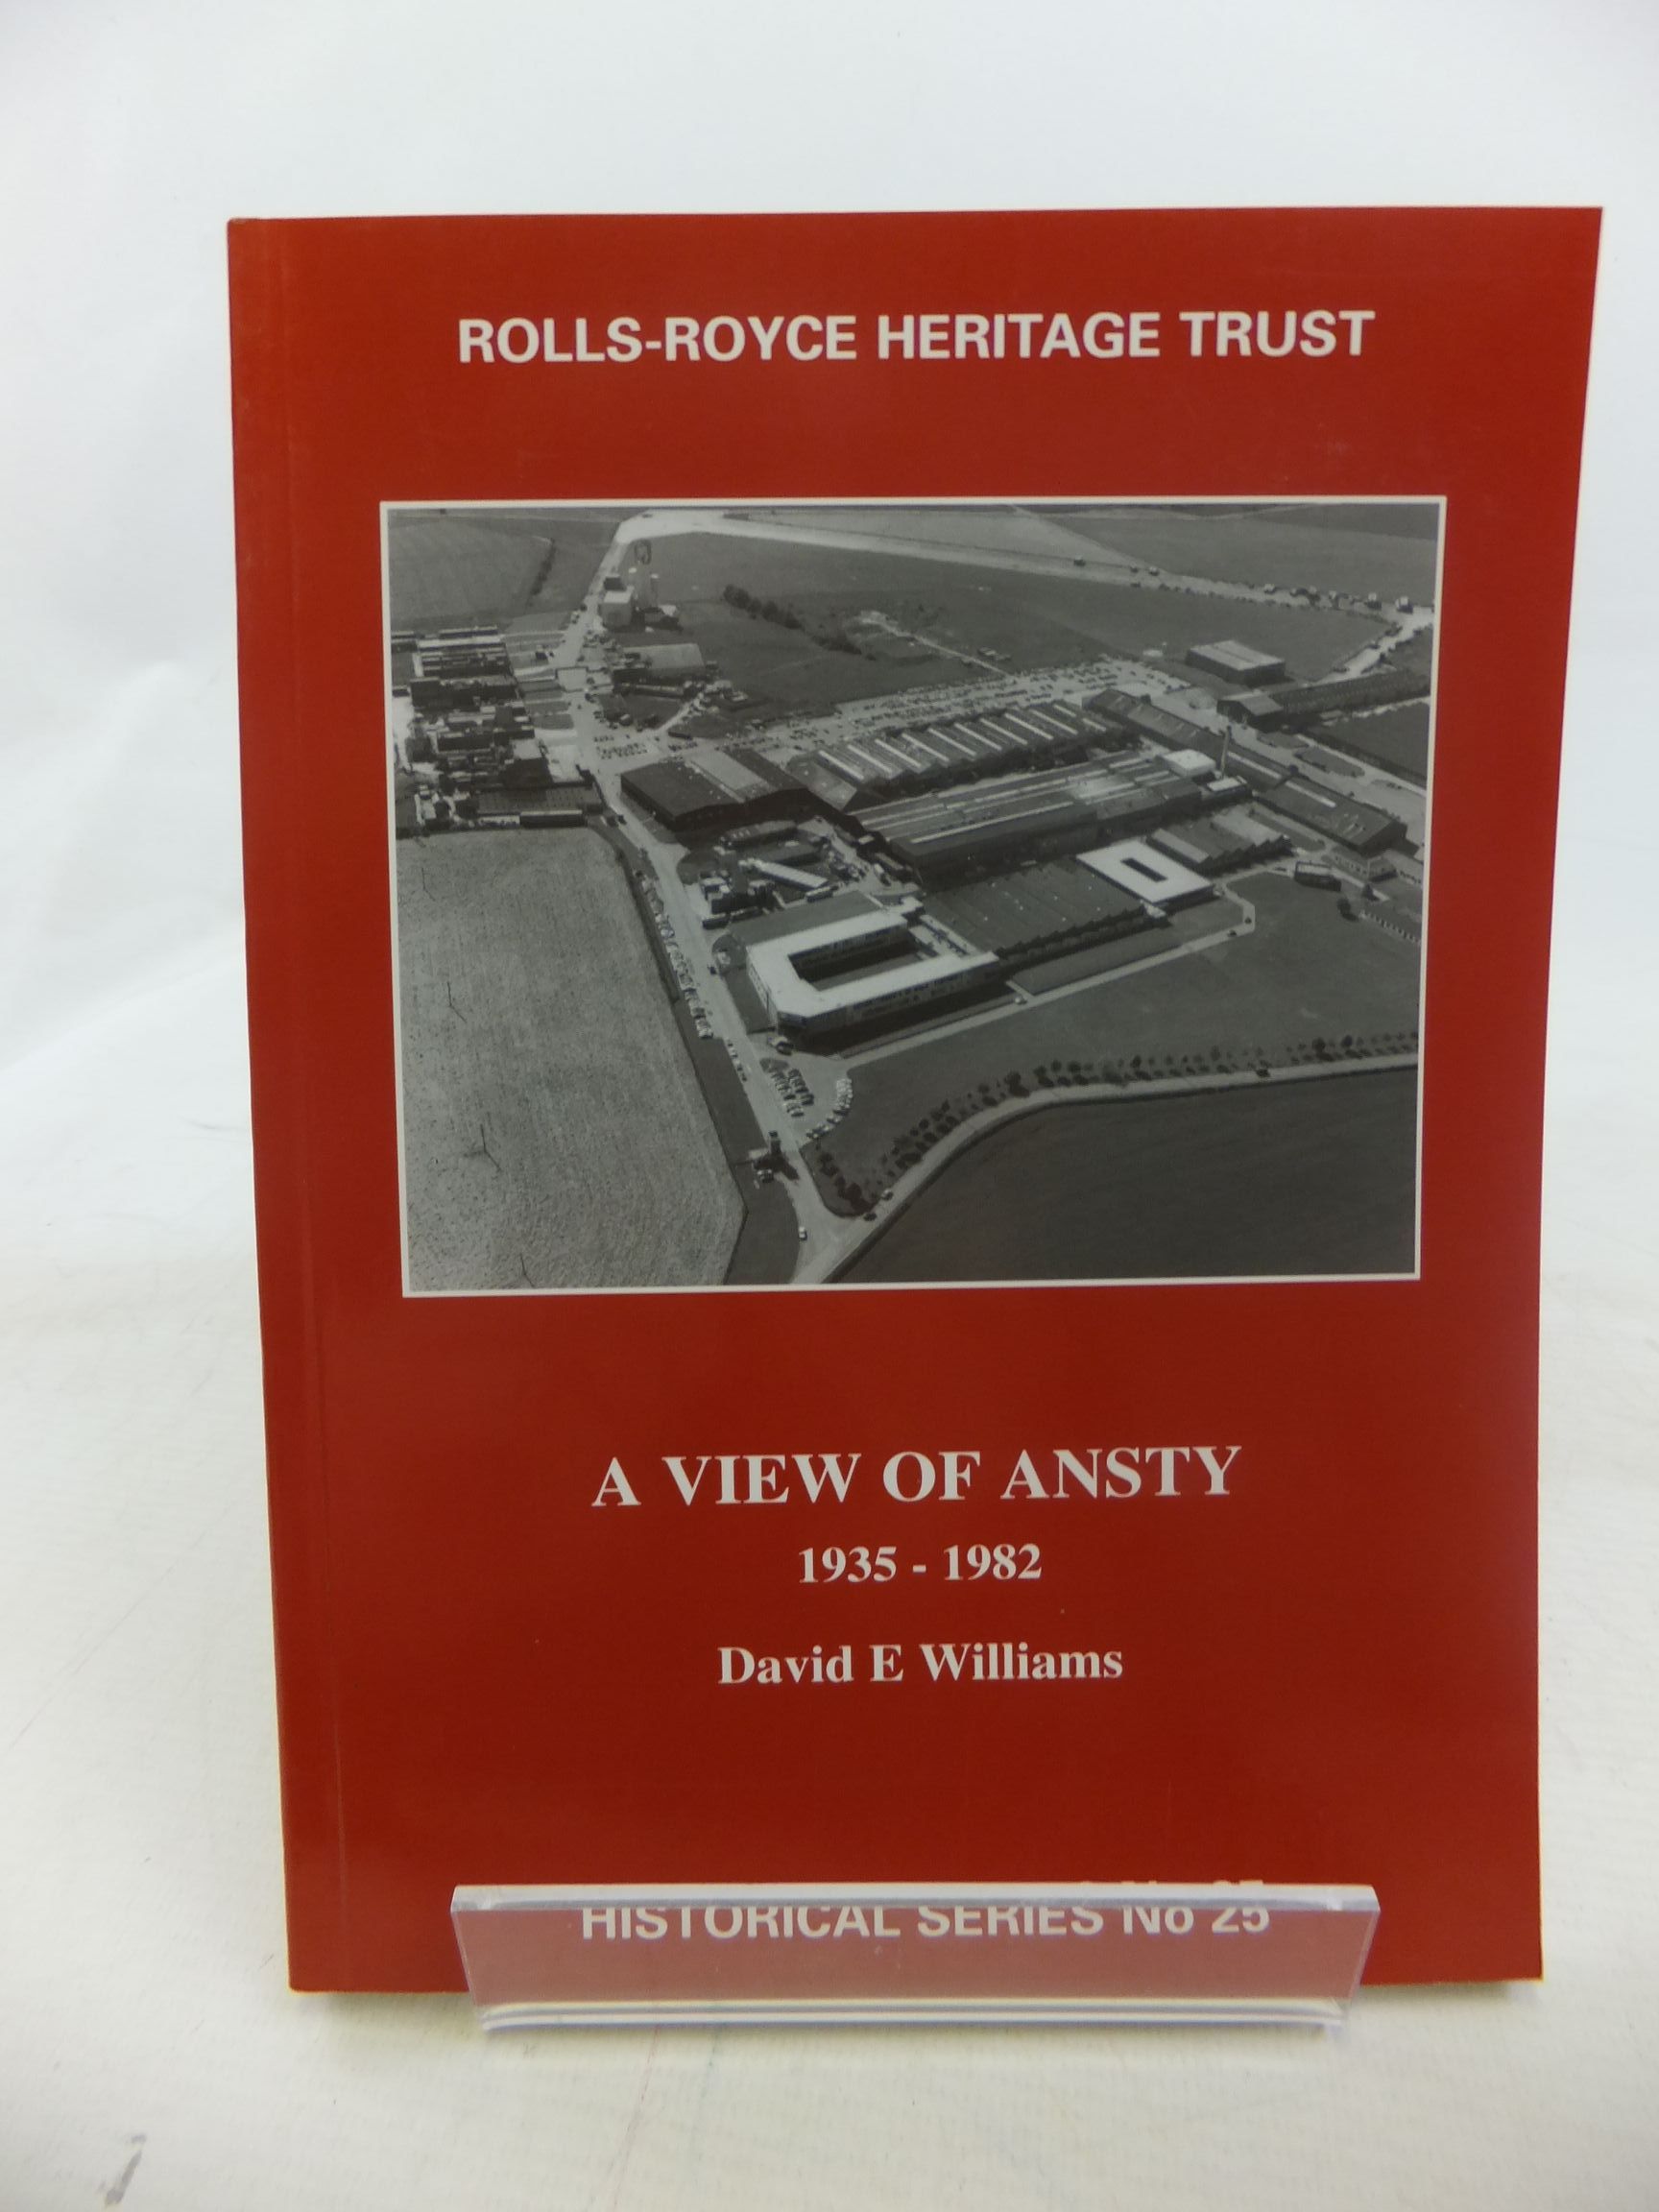 ROLLS-ROYCE HERITAGE TRUST
A VIEW OF ANSTY
1935 - 1982
David E Williams
HISTORICAL SERIES No 25